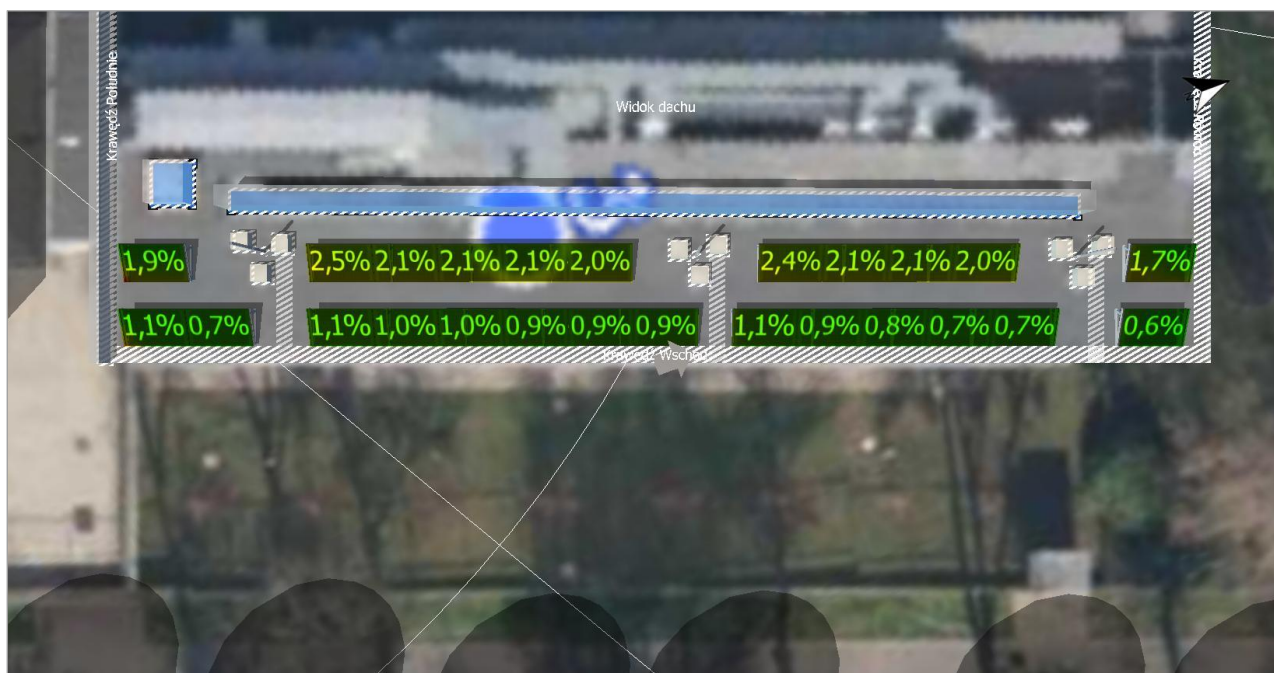 Krawędź Południe
Widok dachu
1,9%
2,5% 2,1% 2,1% 2,1% 2,0%
2,4% 2,1% 2,1% 2,0%
1,7%
1,1% 0,7%
1,1% 1,0% 1,0% 0,9% 0,9% 0,9%
1,1% 0,9% 0,8% 0,7% 0,7%
0,6%
Krawędź Wschód